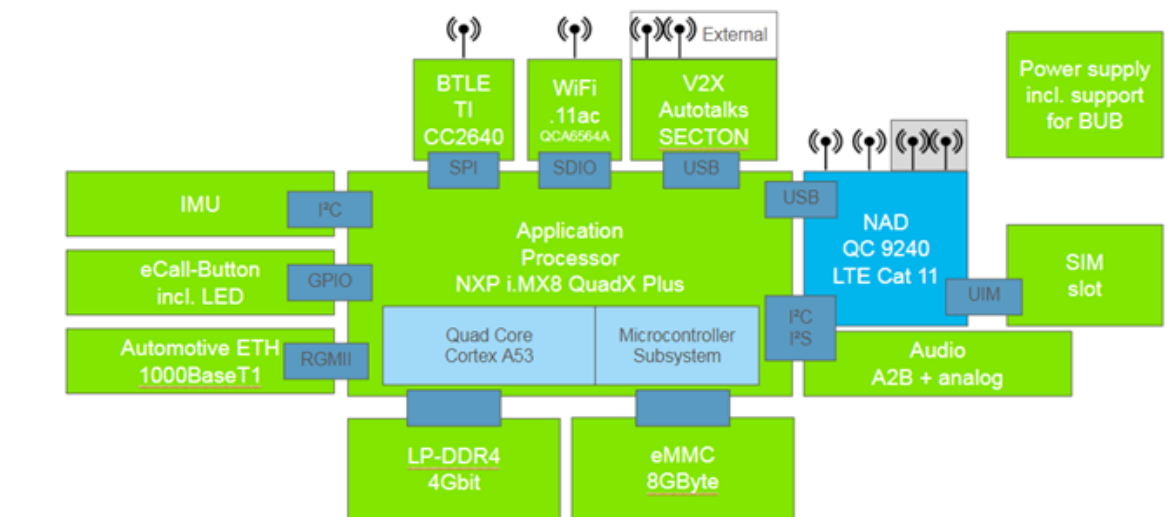 External
BTLE
TI
CC2640
SPI
WiFi
.11ac
QCA6564A
SDIO
V2X
Autotalks
SECTON
USB
Power supply
incl. support
for BUB
IMU
I²C
eCall-Button
incl. LED
GPIO
Automotive ETH
1000BaseT1
RGMII
Application
Processor
NXP i.MX8 QuadX Plus
Quad Core
Cortex A53
Microcontroller
Subsystem
USB
NAD
QC 9240
LTE Cat 11
UIM
SIM
slot
I²C
I²S
Audio
A2B + analog
LP-DDR4
4Gbit
eMMC
8GByte